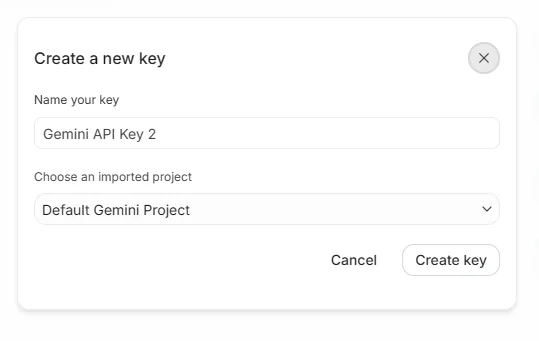 Create a new key
Name your key
Gemini API Key 2
Choose an imported project
Default Gemini Project
Cancel
Create key